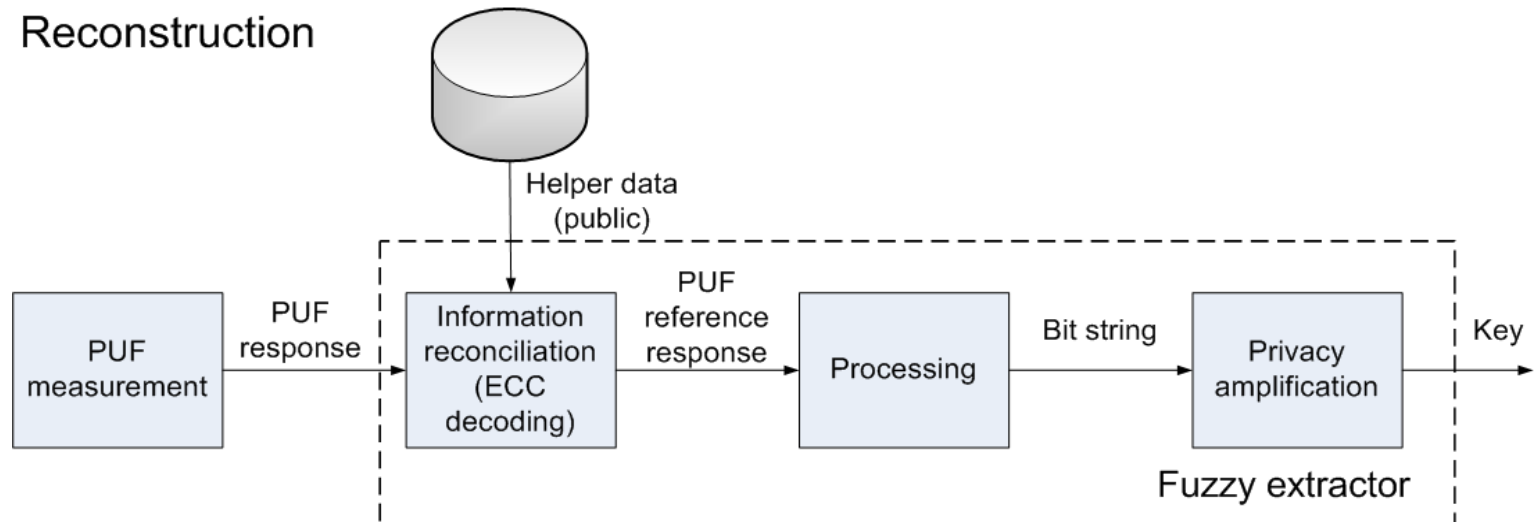 Reconstruction
Helper data
(public)
PUF
measurement
PUF
response
Information
reconciliation
(ECC
decoding)
PUF
reference
response
Processing
Bit string
Privacy
amplification
Key
Fuzzy extractor